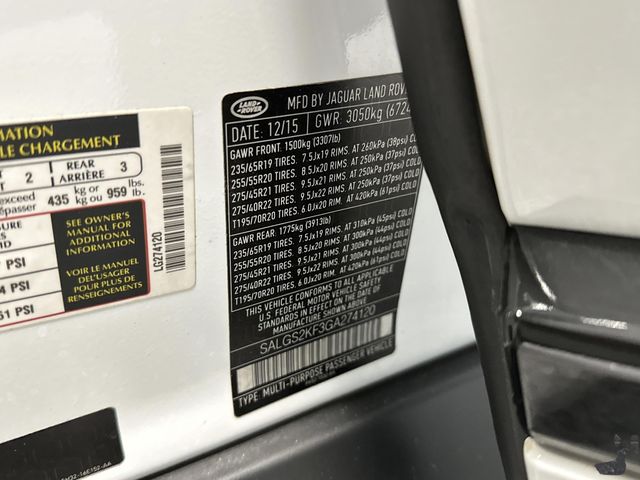 MATION
LE CHARGEMENT
T 2 REAR ARRIÈRE 3
exceed
épasser 435 kg or kg ou 959 lbs. lb.
SEE OWNER'S
MANUAL FOR
ADDITIONAL
INFORMATION
VOIR LE MANUEL
DE L'USAGER
POUR PLUS DE
RENSEIGNEMENTS
PSI
4 PSI
61 PSI
LG274120
LAND ROVER
MFD BY JAGUAR LAND ROVE
DATE: 12/15 GWR. 3050kg (6724
GAWR FRONT: 1500kg (3307lb)
235/65R19 TIRES. 7.5Jx19 RIMS. AT 260kPa (38psi) COLD
255/55R20 TIRES. 8.5Jx20 RIMS. AT 250kPa (37psi) COLD
275/45R21 TIRES. 9.5Jx21 RIMS. AT 250kPa (37psi) COLD
275/40R22 TIRES. 9.5Jx22 RIMS. AT 250kPa (37psi) COLD
T195/70R20 TIRES. 6.0Jx20 RIM. AT 420kPa (61psi) COLD
GAWR REAR: 1775kg (3913lb)
235/65R19 TIRES. 7.5Jx19 RIMS. AT 310kPa (45psi) COLD
255/55R20 TIRES. 8.5Jx20 RIMS. AT 300kPa (44psi) COLD
275/45R21 TIRES. 9.5Jx21 RIMS. AT 300kPa (44psi) COLD
275/40R22 TIRES. 9.5Jx22 RIMS. AT 300kPa (44psi) COLD
T195/70R20 TIRES. 6.0Jx20 RIM. AT 420kPa (61psi) COLD
THIS VEHICLE CONFORMS TO ALL APPLICABLE
U.S. FEDERAL MOTOR VEHICLE SAFETY
STANDARDS IN EFFECT ON THE DATE OF
MANUFACTURE SHOWN ABOVE.
SALGS2KF3GA274120
TYPE: MULTI-PURPOSE PASSENGER VEHICLE